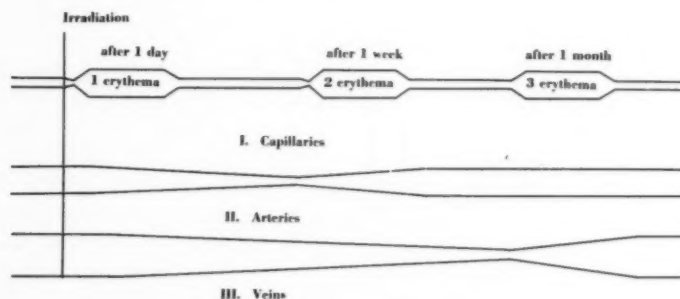 Irradiation
after 1 day after 1 week after 1 month
1 erythema 2 erythema 3 erythema
I. Capillaries
II. Arteries
III. Veins